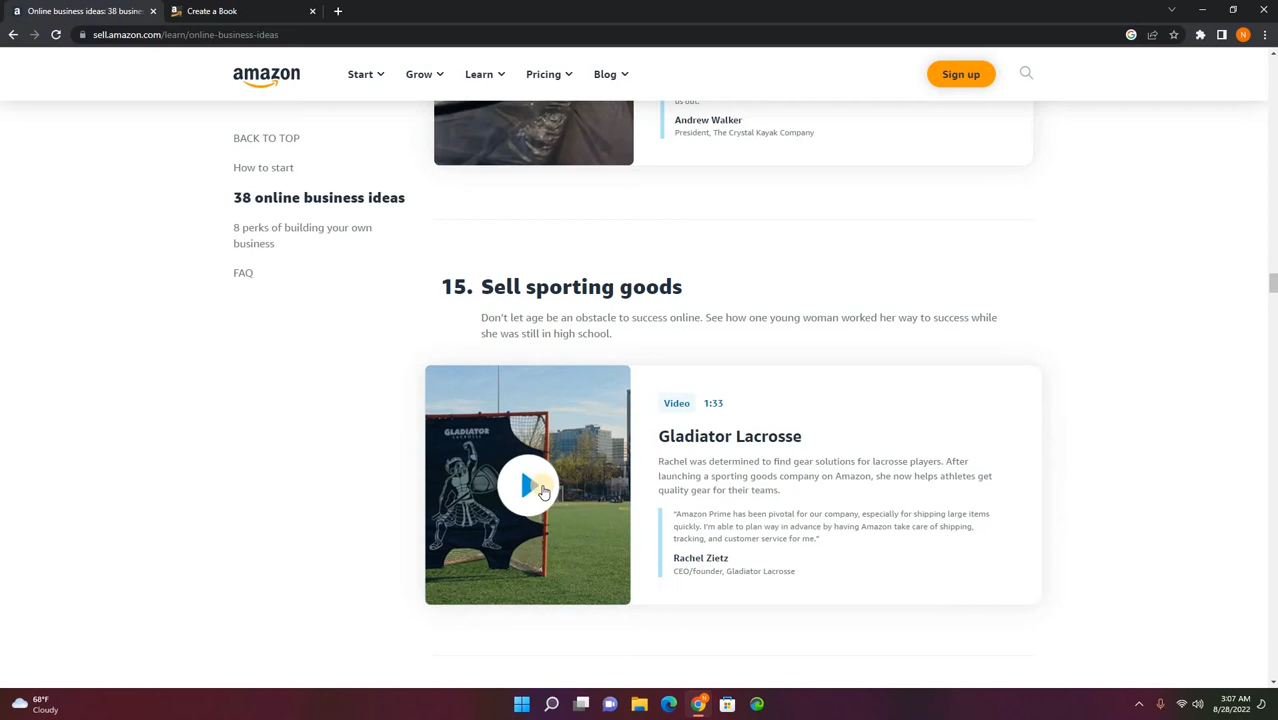 Online business ideas: 38 busines
Create a Book
sell.amazon.com/learn/online-business-ideas
N
amazon
Start
Grow
Learn
Pricing
Blog
Sign up
us out.
Andrew Walker
President, The Crystal Kayak Company
BACK TO TOP
How to start
38 online business ideas
8 perks of building your own
business
FAQ
15. Sell sporting goods
Don't let age be an obstacle to success online. See how one young woman worked her way to success while
she was still in high school.
GLADIATOR
LACROSSE
Video 1:33
Gladiator Lacrosse
Rachel was determined to find gear solutions for lacrosse players. After
launching a sporting goods company on Amazon, she now helps athletes get
quality gear for their teams.
"Amazon Prime has been pivotal for our company, especially for shipping large items
quickly. I'm able to plan way in advance by having Amazon take care of shipping,
tracking, and customer service for me."
Rachel Zietz
CEO/founder, Gladiator Lacrosse
68°F
Cloudy
3:07 AM
8/28/2022